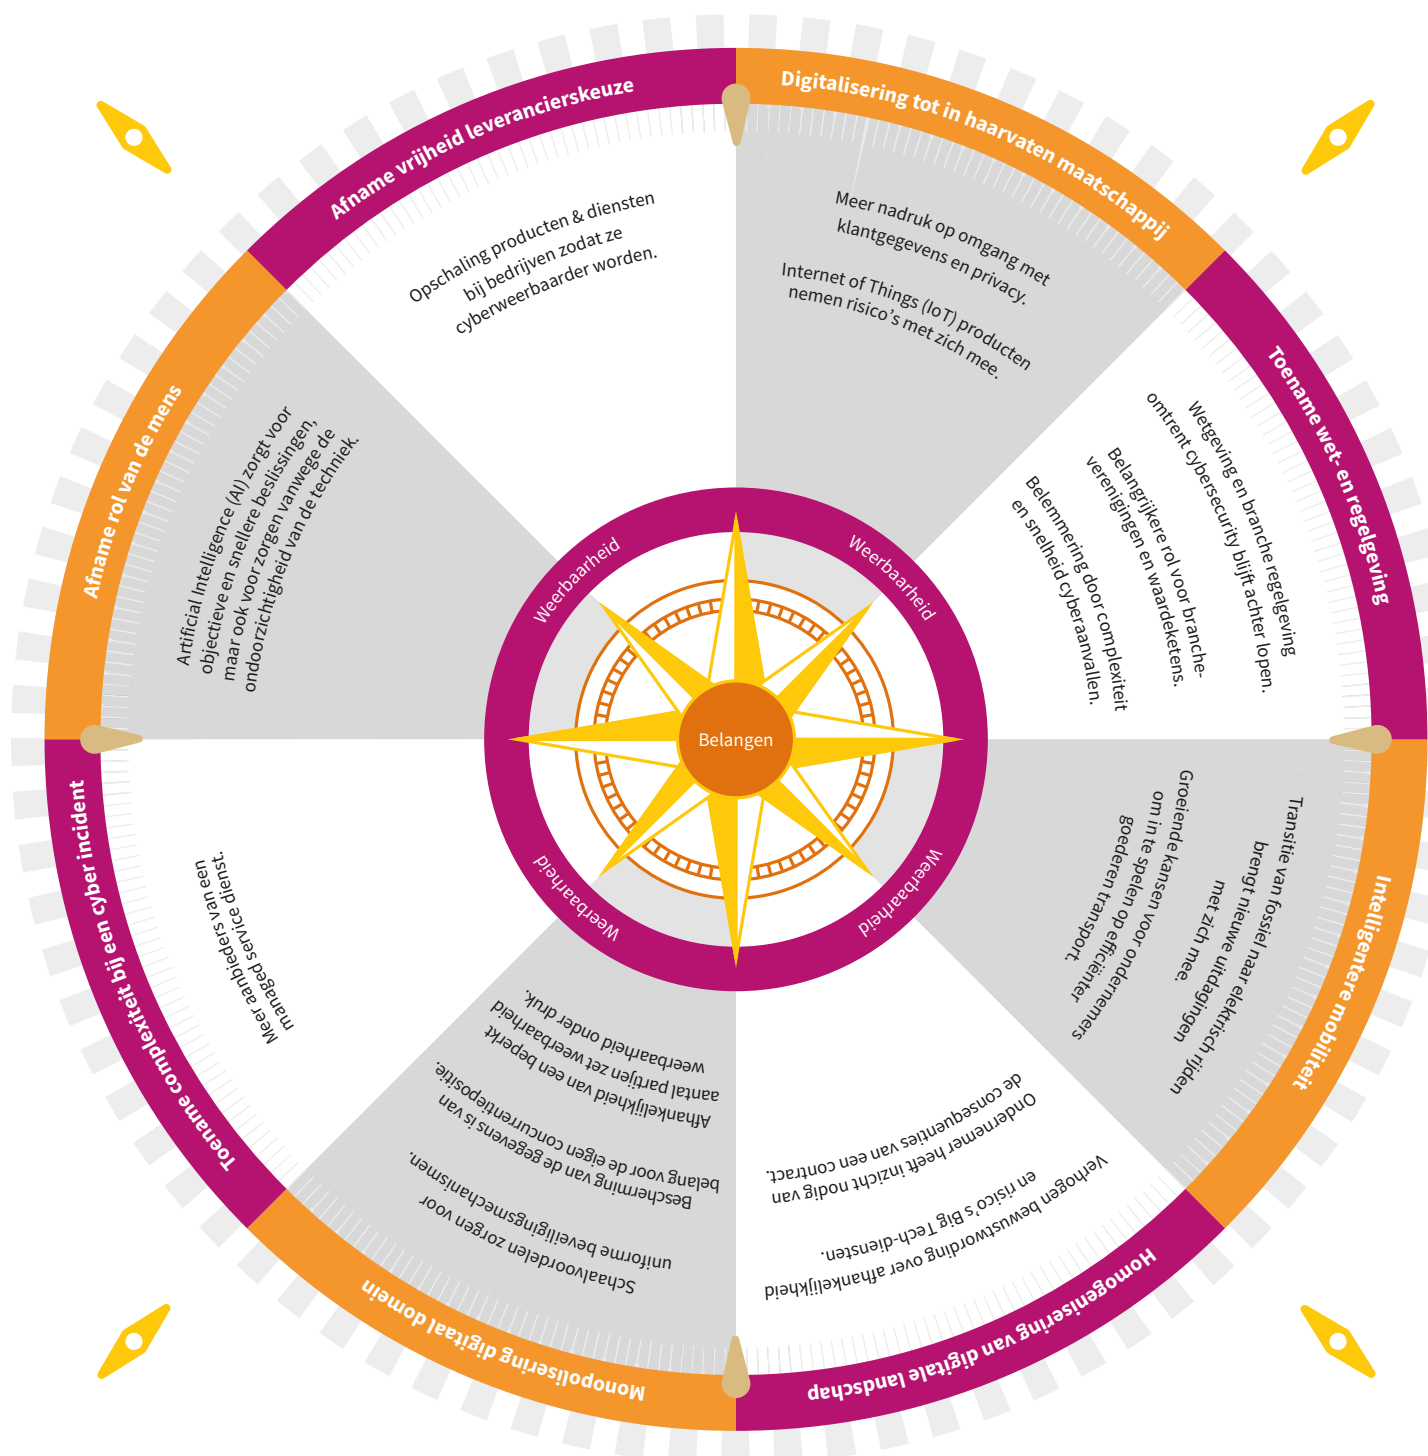 Digitalisering tot in haarvaten maatschappij
Meer nadruk op omgang met
klantgegevens en privacy.
Internet of Things (IoT) producten
nemen risico’s met zich mee.
Toename wet- en regelgeving
Wetgeving en branche regelgeving
omtrent cybersecurity blijft achter lopen.
Belangrijkere rol voor branche-
verenigingen en waardeketens.
Belemmering door complexiteit
en snelheid cyberaanvallen.
Intelligentere mobiliteit
Transitie van fossiel naar elektrisch rijden
brengt nieuwe uitdagingen
met zich mee.
Groeiende kansen voor ondernemers
om in te spelen op efficiënter
goederen transport.
Homogenisering van digitale landschap
Verhogen bewustwording over afhankelijkheid
en risico’s Big Tech-diensten.
Ondernemer heeft inzicht nodig van
de consequenties van een contract.
Monopolisering digitaal domein
Schaalvoordelen zorgen voor
uniforme beveiligingsmechanismen.
Bescherming van de gegevens is van
belang voor de eigen concurrentiepositie.
Afhankelijkheid van een beperkt
aantal partijen zet weerbaarheid
weerbaarheid onder druk.
Toename complexiteit bij een cyber incident
Meer aanbieders van een
managed service dienst.
Afname rol van de mens
Artificial Intelligence (AI) zorgt voor
objectieve en snellere beslissingen,
maar ook voor zorgen vanwege de
ondoorzichtigheid van de techniek.
Afname vrijheid leverancierskeuze
Opschaling producten & diensten
bij bedrijven zodat ze
cyberweerbaarder worden.
Weerbaarheid
Weerbaarheid
Weerbaarheid
Weerbaarheid
Belangen